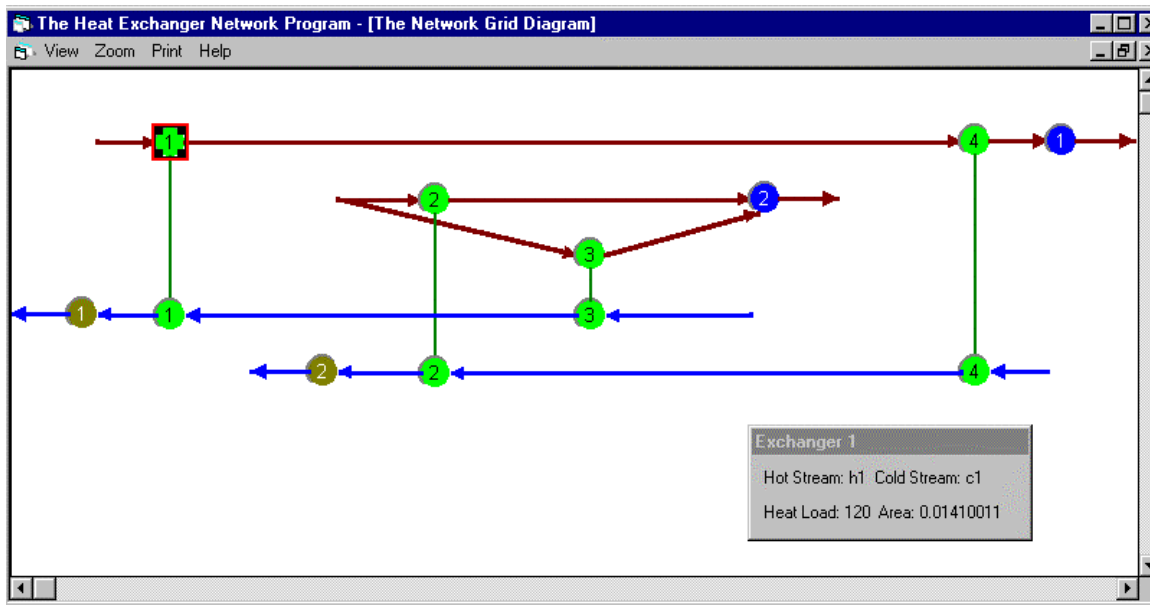 The Heat Exchanger Network Program - [The Network Grid Diagram]
View Zoom Print Help
1 4 1
2 2
3
1 1 3
2 2 4
Exchanger 1
Hot Stream: h1 Cold Stream: c1
Heat Load: 120 Area: 0.01410011